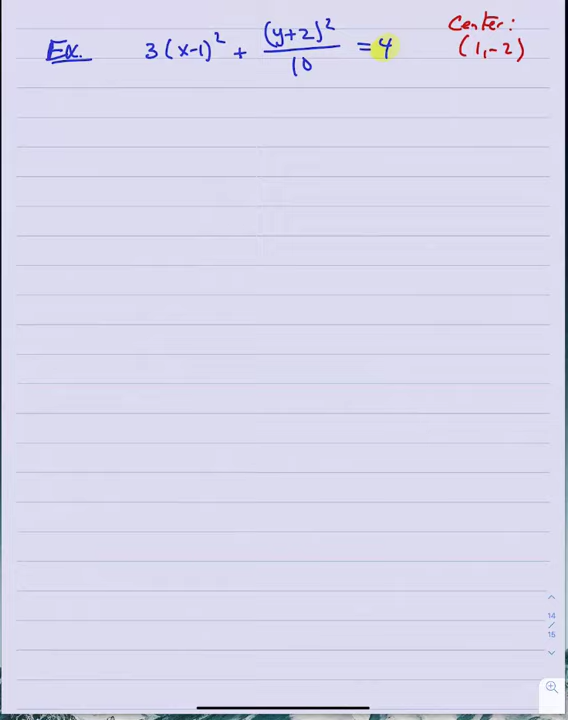 Ex. 3(x-1)² + (y+2)²/10 = 4
Center:
(1,-2)
14
/
15